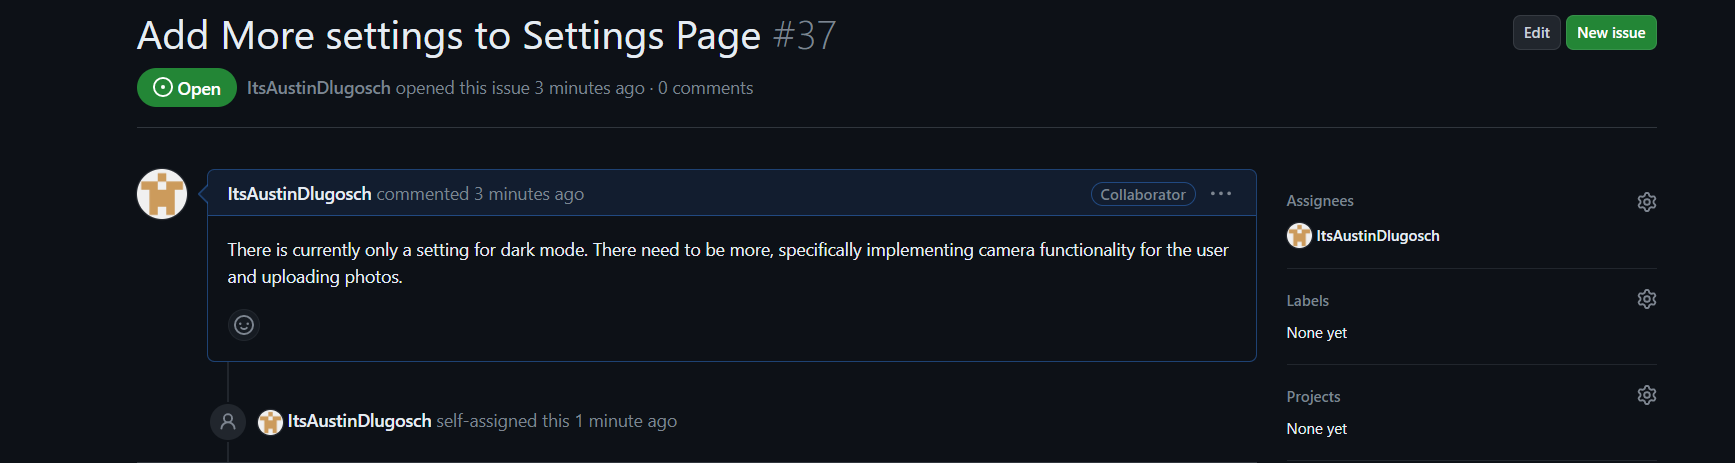 Add More settings to Settings Page #37
Edit
New issue
Open
ItsAustinDlugosch opened this issue 3 minutes ago · 0 comments
ItsAustinDlugosch commented 3 minutes ago
Collaborator
There is currently only a setting for dark mode. There need to be more, specifically implementing camera functionality for the user
and uploading photos.
ItsAustinDlugosch self-assigned this 1 minute ago
Assignees
ItsAustinDlugosch
Labels
None yet
Projects
None yet